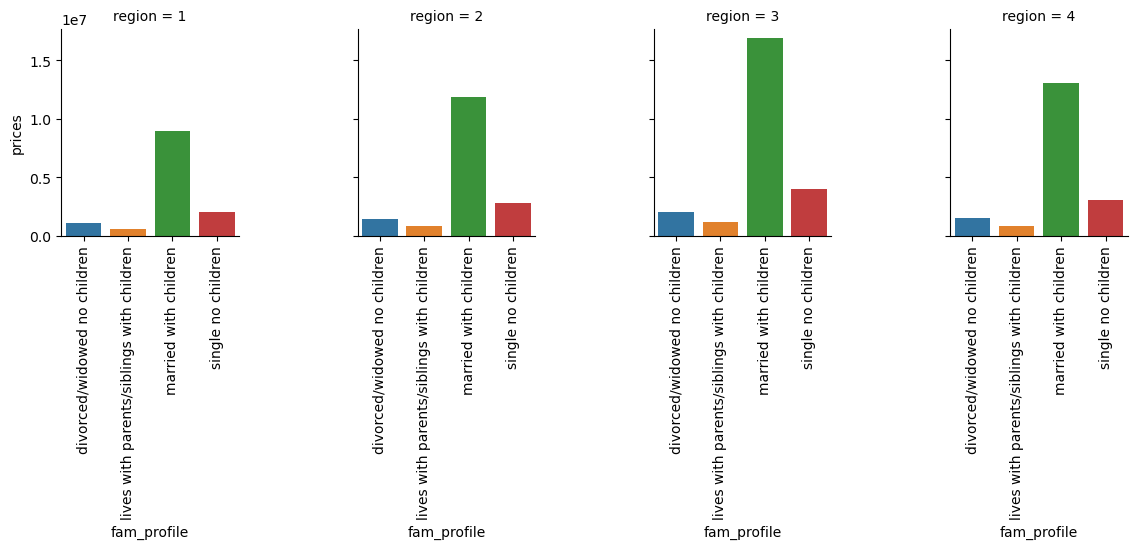 region = 1
region = 2
region = 3
region = 4
1e7
1.5
1.0
0.5
0.0
prices
divorced/widowed no children
lives with parents/siblings with children
married with children
single no children
divorced/widowed no children
lives with parents/siblings with children
married with children
single no children
divorced/widowed no children
lives with parents/siblings with children
married with children
single no children
divorced/widowed no children
lives with parents/siblings with children
married with children
single no children
fam_profile
fam_profile
fam_profile
fam_profile